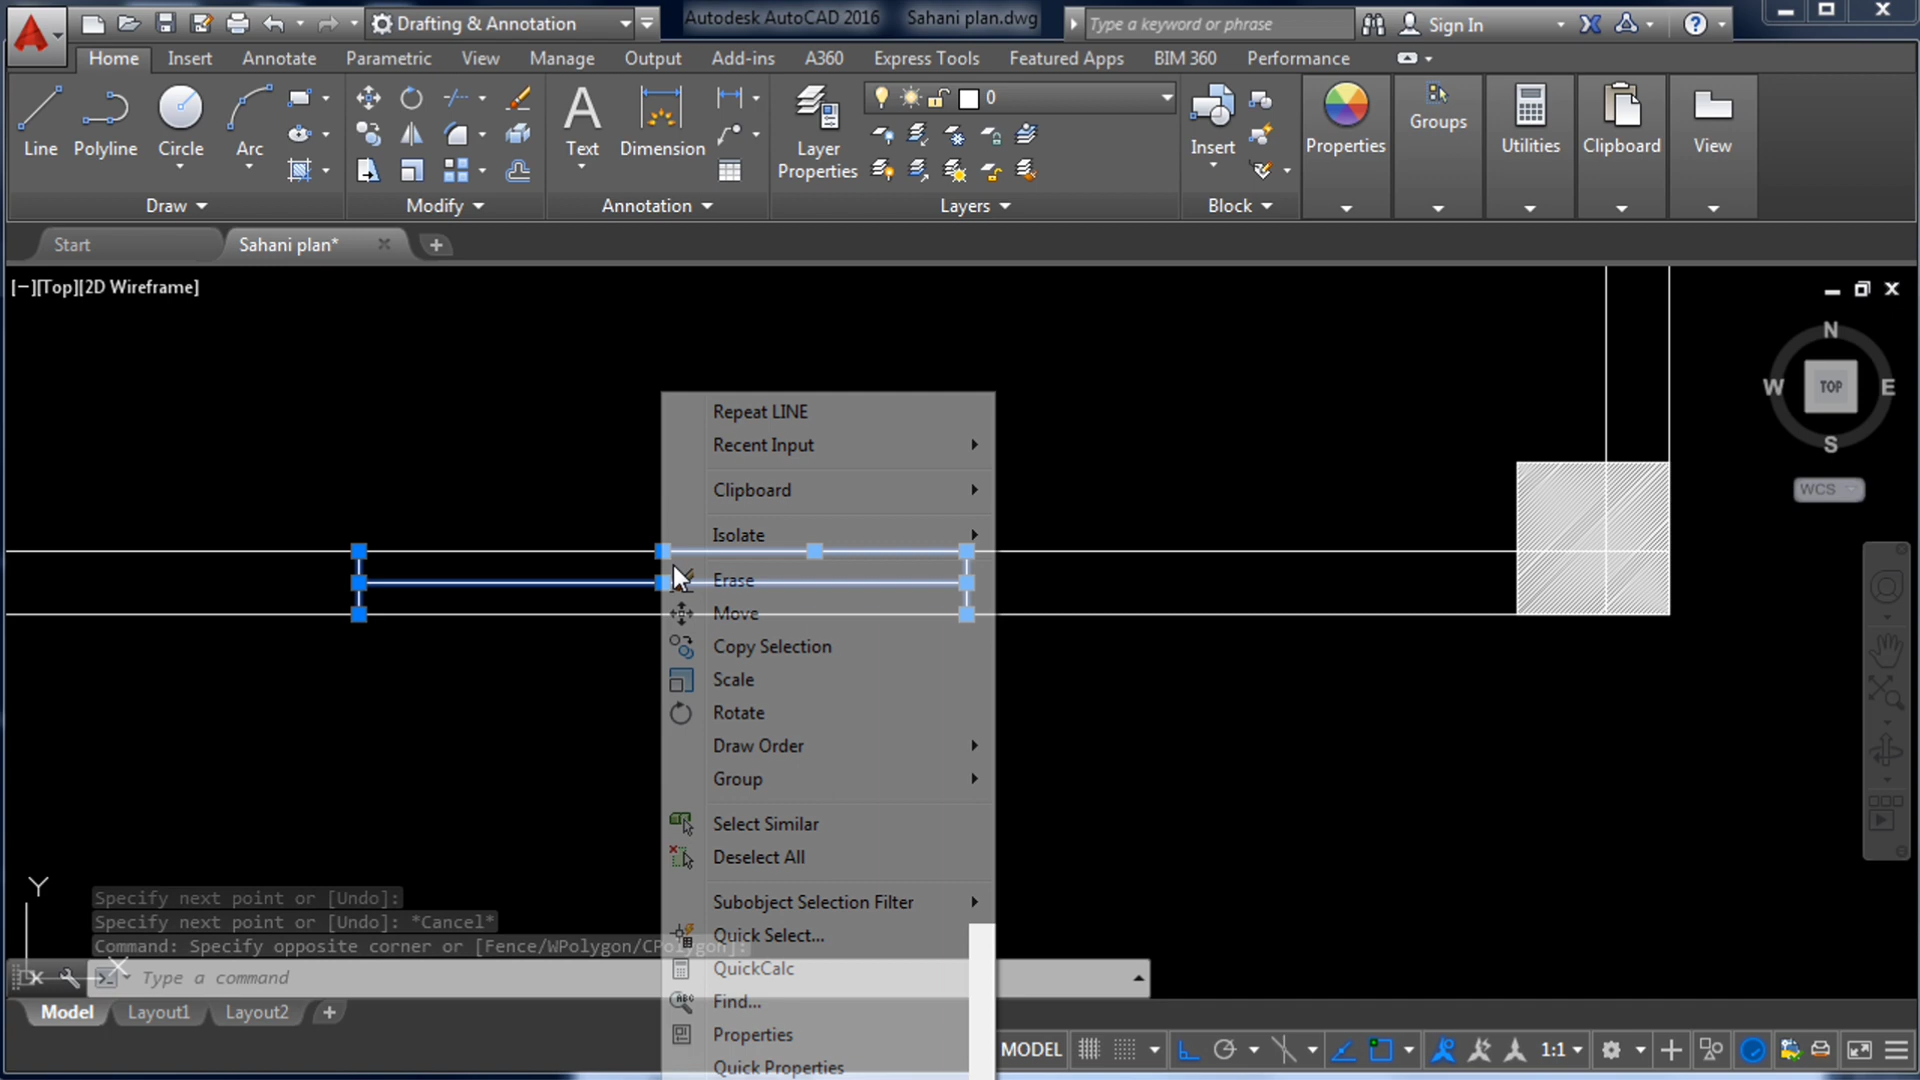 Drafting & Annotation
Autodesk AutoCAD 2016 Sahani plan.dwg
Type a keyword or phrase
Sign In
Home Insert Annotate Parametric View Manage Output Add-ins A360 Express Tools Featured Apps BIM 360 Performance
0
Line Polyline Circle Arc
Text Dimension
Layer
Properties
Insert
Properties
Groups
Utilities
Clipboard
View
Draw Modify Annotation Layers Block
Start
Sahani plan*
[−][Top][2D Wireframe]
N
W TOP E
S
WCS
Repeat LINE
Recent Input
Clipboard
Isolate
Erase
Move
Copy Selection
Scale
Rotate
Draw Order
Group
Select Similar
Deselect All
Subobject Selection Filter
Quick Select...
QuickCalc
Find...
Properties
Quick Properties
Y
X
Specify next point or [Undo]:
Specify next point or [Undo]: *Cancel*
Command: Specify opposite corner or [Fence/WPolygon/CPolygon]:
Type a command
Model Layout1 Layout2
MODEL
1:1